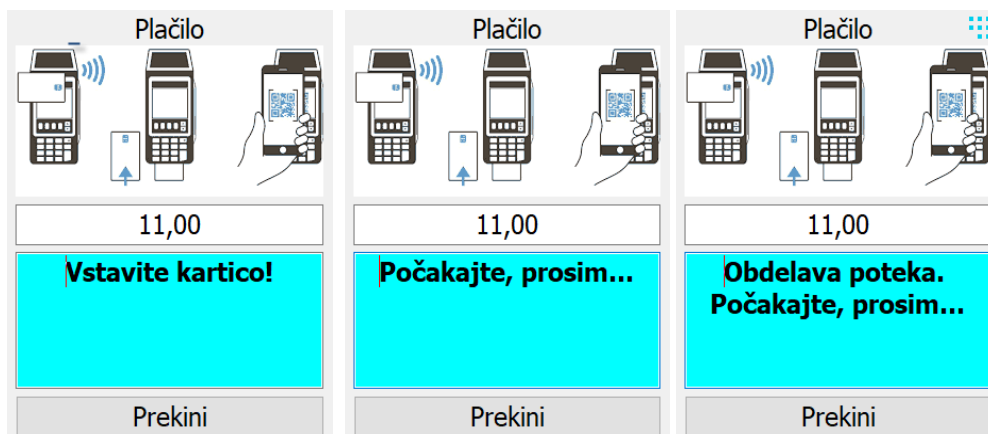 Plačilo
11,00
Vstavite kartico!
Prekini
Plačilo
11,00
Počakajte, prosim...
Prekini
Plačilo
11,00
Obdelava poteka.
Počakajte, prosim...
Prekini